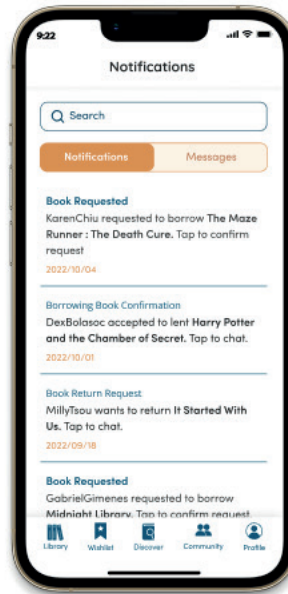 9:22
Notifications
Search
Notifications Messages
Book Requested
KarenChiu requested to borrow The Maze
Runner : The Death Cure. Tap to confirm
request
2022/10/04
Borrowing Book Confirmation
DexBolasoc accepted to lent Harry Potter
and the Chamber of Secret. Tap to chat.
2022/10/01
Book Return Request
MillyTsou wants to return It Started With
Us. Tap to chat.
2022/09/18
Book Requested
GabrielGimenes requested to borrow
Midnight Library. Tap to confirm request.
Library Wishlist Discover Community Profile